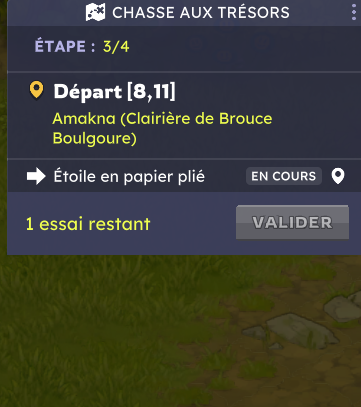 CHASSE AUX TRÉSORS
ÉTAPE : 3/4
Départ [8,11]
Amakna (Clairière de Brouce
Boulgoure)
Étoile en papier plié EN COURS
1 essai restant VALIDER